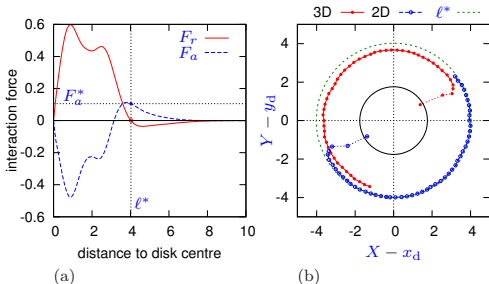 0.6
0.4
0.2
0
-0.2
-0.4
-0.6
interaction force
F_r
F_a
F_a^*
ℓ*
0 2 4 6 8 10
distance to disk centre
(a)
3D 2D ℓ*
4
2
0
-2
-4
Y − y_d
-4 -2 0 2 4
X − x_d
(b)